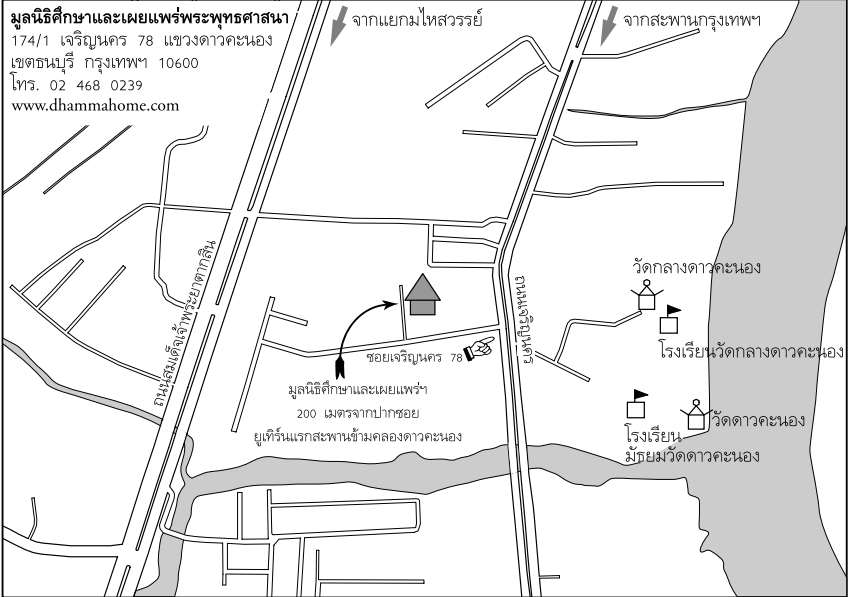 มูลนิธิศึกษาและเผยแพร่พระพุทธศาสนา
174/1 เจริญนคร 78 แขวงดาวคะนอง
เขตธนบุรี กรุงเทพฯ 10600
โทร. 02 468 0239
www.dhammahome.com
จากแยกมไหสวรรย์
จากสะพานกรุงเทพฯ
ถนนสมเด็จเจ้าพระยาตากสิน
ถนนเจริญนคร
วัดกลางดาวคะนอง
โรงเรียนวัดกลางดาวคะนอง
ซอยเจริญนคร 78
มูลนิธิศึกษาและเผยแพร่ฯ
200 เมตรจากปากซอย
ยูเทิร์นแรกสะพานข้ามคลองดาวคะนอง
วัดดาวคะนอง
โรงเรียน
มัธยมวัดดาวคะนอง